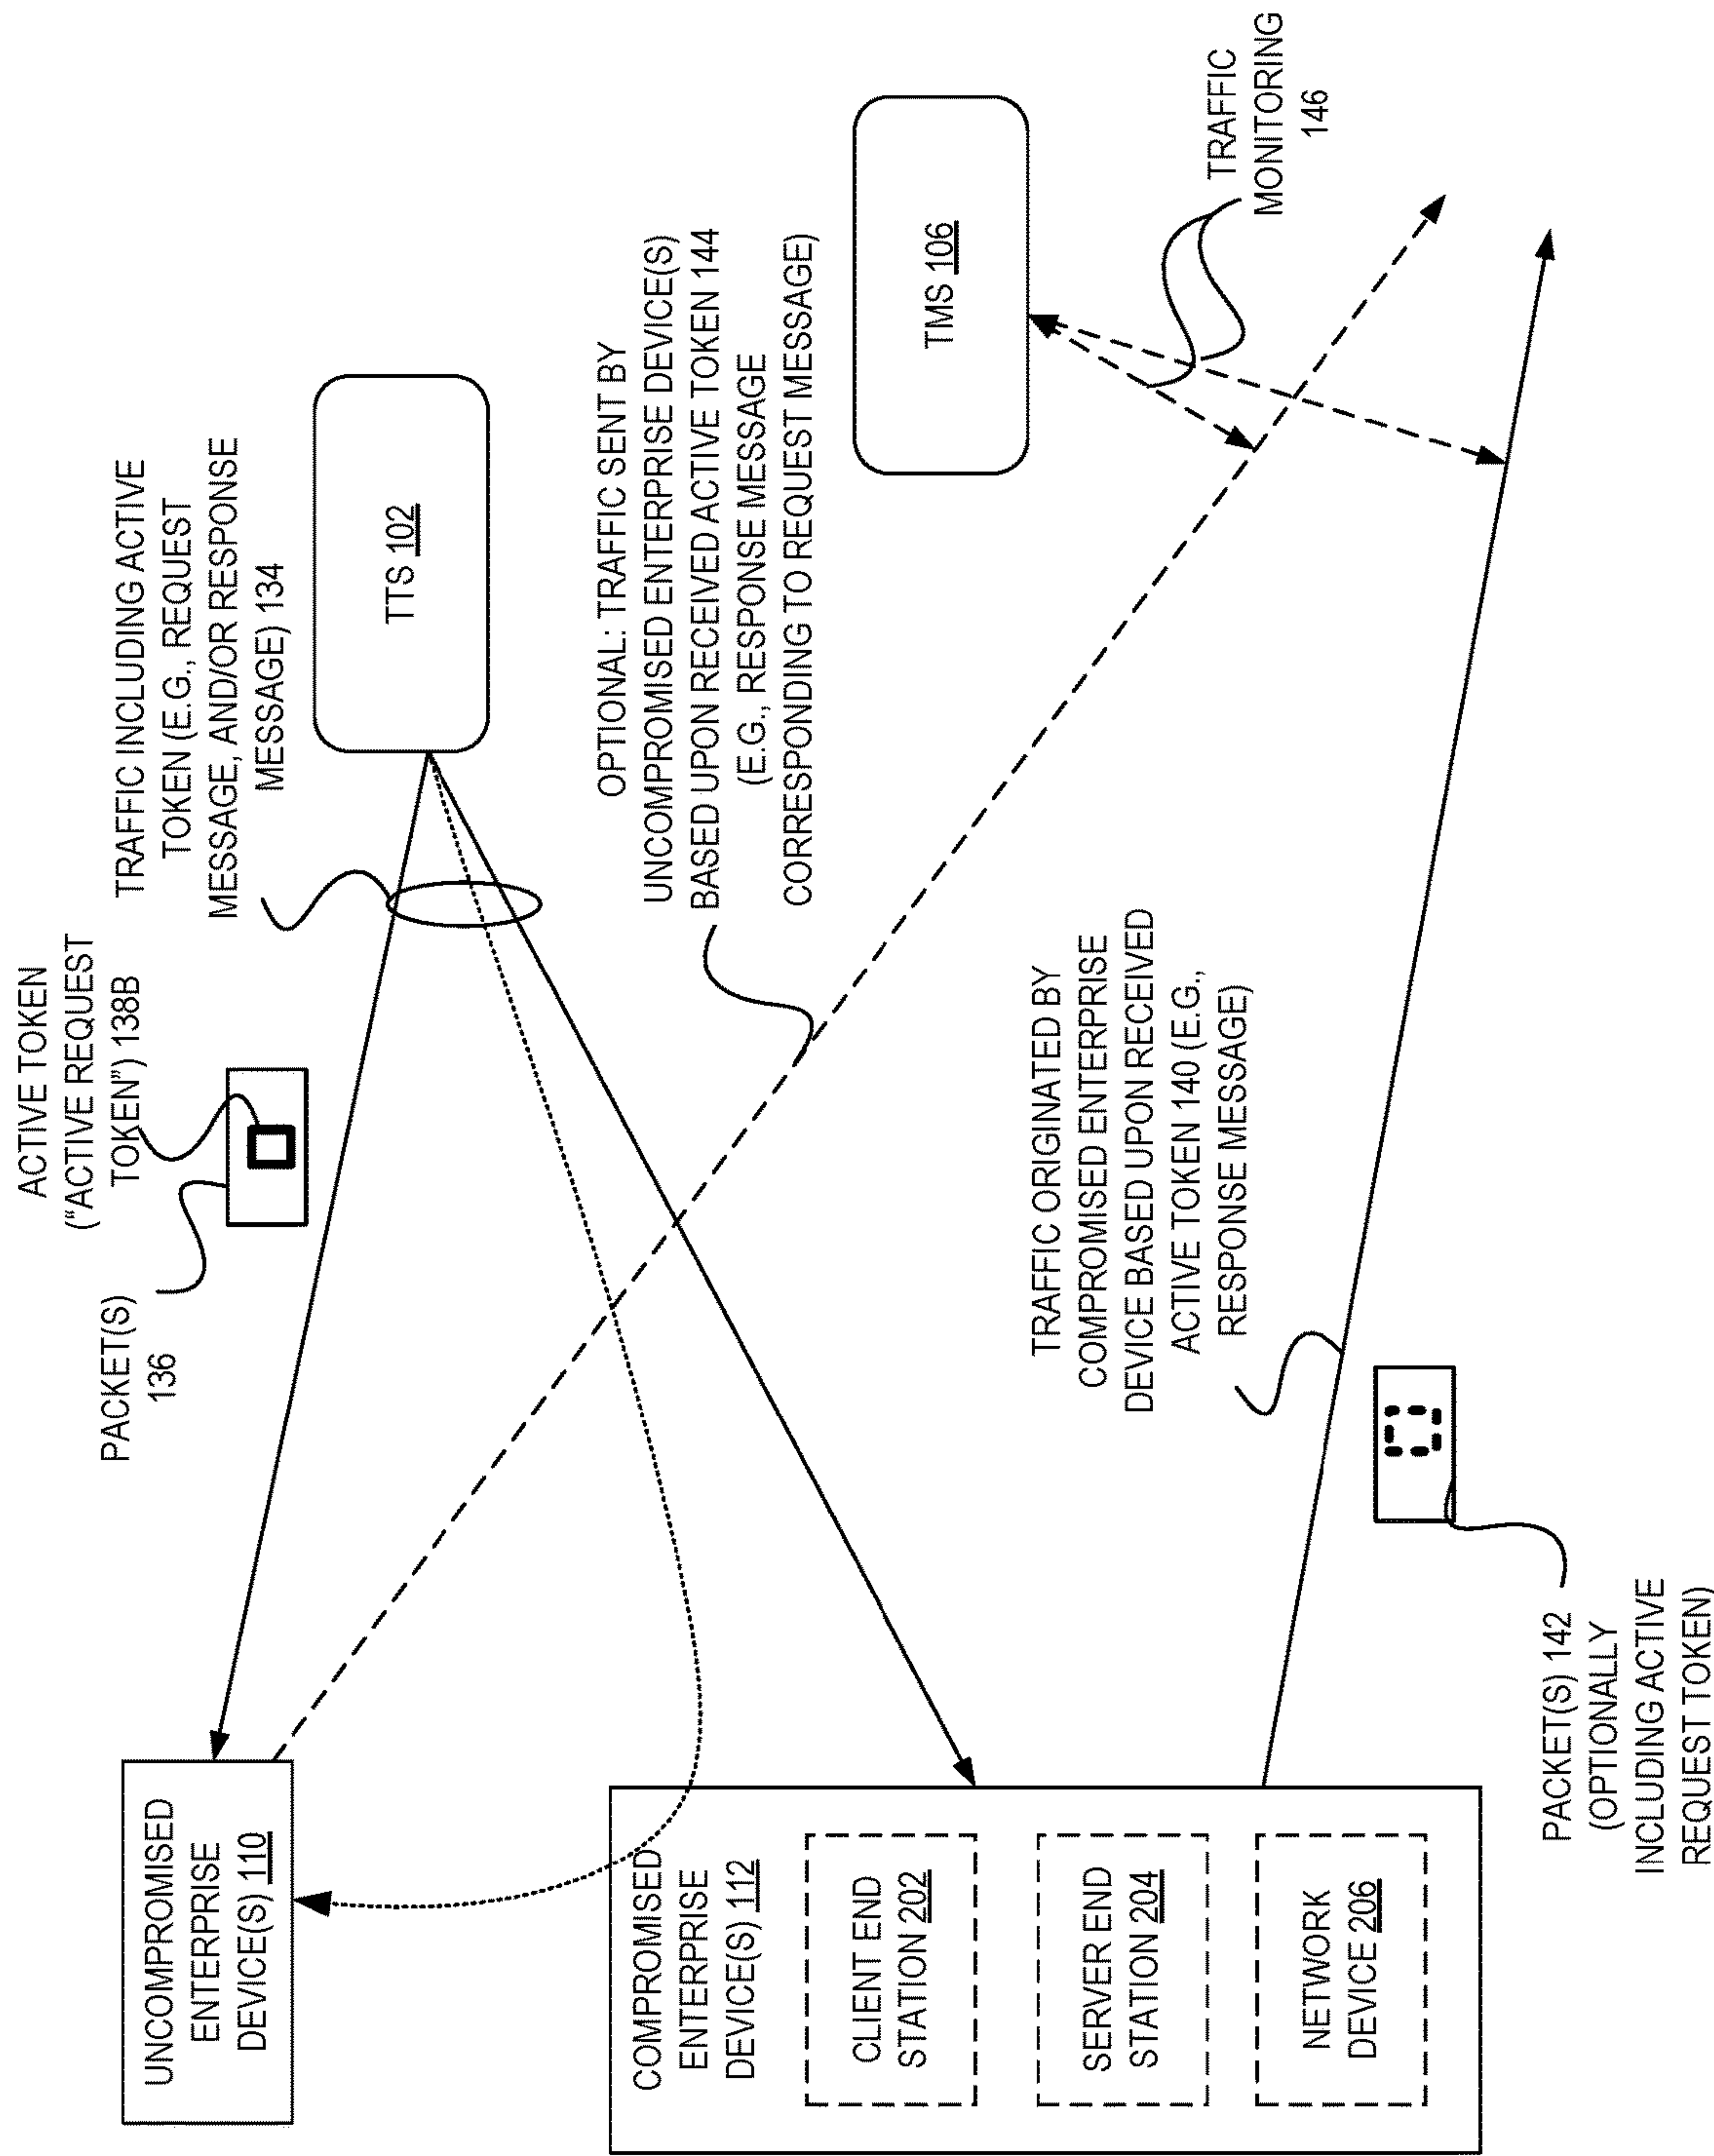 UNCOMPROMISED
ENTERPRISE
DEVICE(S) 110
PACKET(S)
136
ACTIVE TOKEN
("ACTIVE REQUEST
TOKEN") 138B
TRAFFIC INCLUDING ACTIVE
TOKEN (E.G., REQUEST
MESSAGE, AND/OR RESPONSE
MESSAGE) 134
TTS 102
OPTIONAL: TRAFFIC SENT BY
UNCOMPROMISED ENTERPRISE DEVICE(S)
BASED UPON RECEIVED ACTIVE TOKEN 144
(E.G., RESPONSE MESSAGE
CORRESPONDING TO REQUEST MESSAGE)
TMS 106
TRAFFIC
MONITORING
146
COMPROMISED
ENTERPRISE
DEVICE(S) 112
CLIENT END
STATION 202
SERVER END
STATION 204
NETWORK
DEVICE 206
TRAFFIC ORIGINATED BY
COMPROMISED ENTERPRISE
DEVICE BASED UPON RECEIVED
ACTIVE TOKEN 140 (E.G.,
RESPONSE MESSAGE)
PACKET(S) 142
(OPTIONALLY
INCLUDING ACTIVE
REQUEST TOKEN)